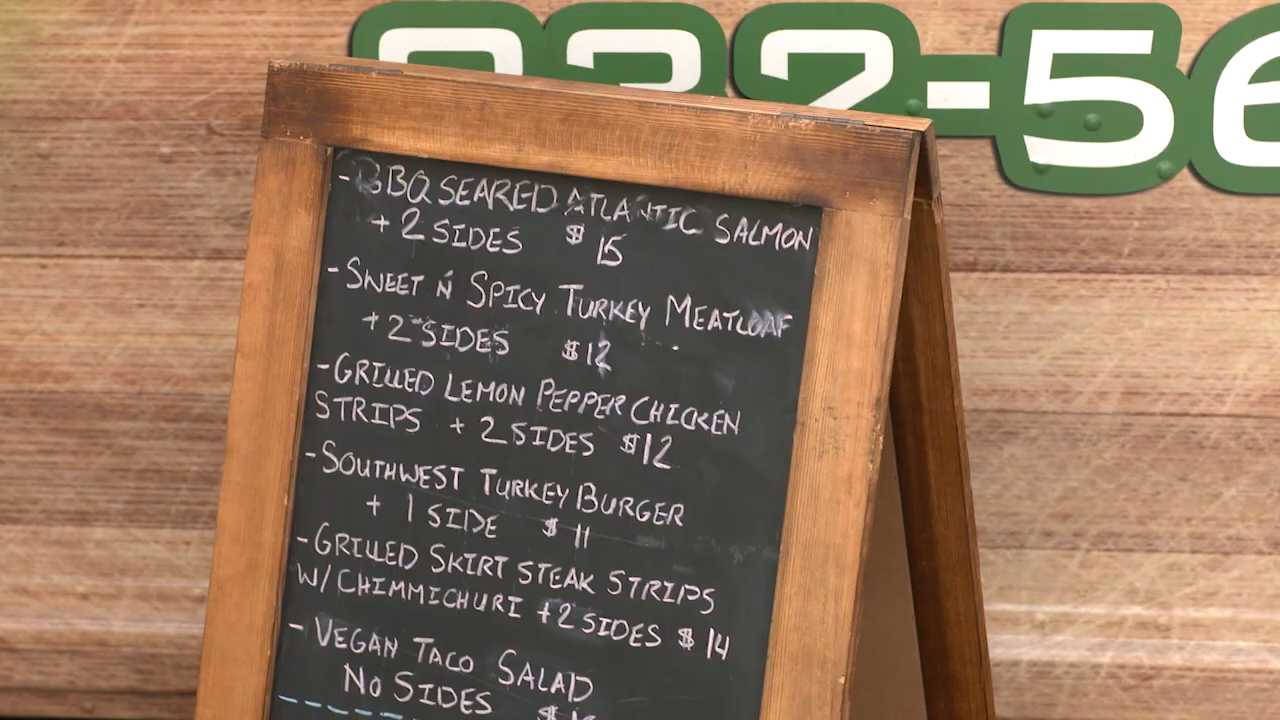 -5
- BBQ SEARED ATLANTIC SALMON
+ 2 SIDES $ 15
- SWEET N' SPICY TURKEY MEATLOAF
+ 2 SIDES $12
- GRILLED LEMON PEPPER CHICKEN
STRIPS + 2 SIDES $12
- SOUTHWEST TURKEY BURGER
+ 1 SIDE $ 11
- GRILLED SKIRT STEAK STRIPS
W/ CHIMMICHURI +2 SIDES $ 14
- VEGAN TACO SALAD
NO SIDES